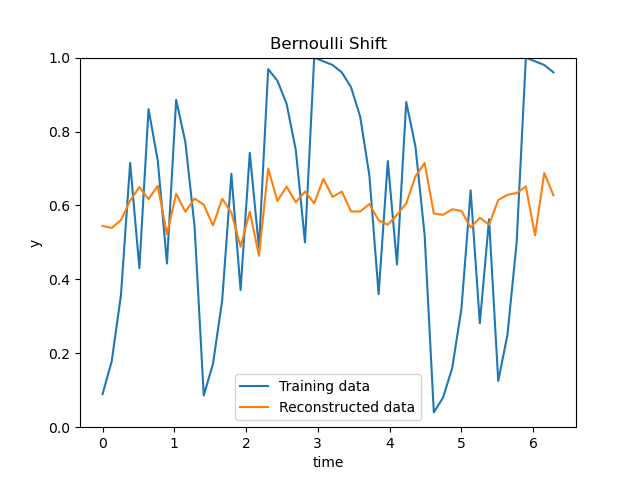 Bernoulli Shift
1.0
0.8
0.6
0.4
0.2
0.0
y
0 1 2 3 4 5 6
time
Training data
Reconstructed data